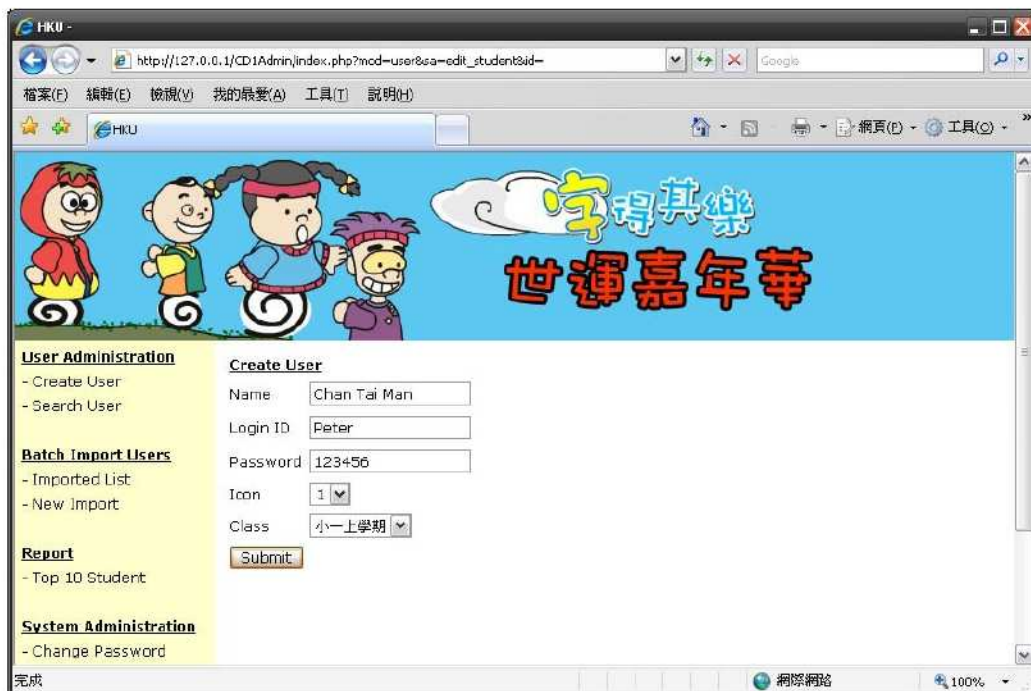 HKU -
http://127.0.0.1/CD1Admin/index.php?mod=user&sa=edit_student&id=
Google
檔案(F) 編輯(E) 檢視(V) 我的最愛(A) 工具(T) 說明(H)
HKU
網頁(P) 工具(O)
字得其樂
世運嘉年華
User Administration
- Create User
- Search User
Batch Import Users
- Imported List
- New Import
Report
- Top 10 Student
System Administration
- Change Password
Create User
Name Chan Tai Man
Login ID Peter
Password 123456
Icon 1
Class 小一上學期
Submit
完成 網際網路 100%